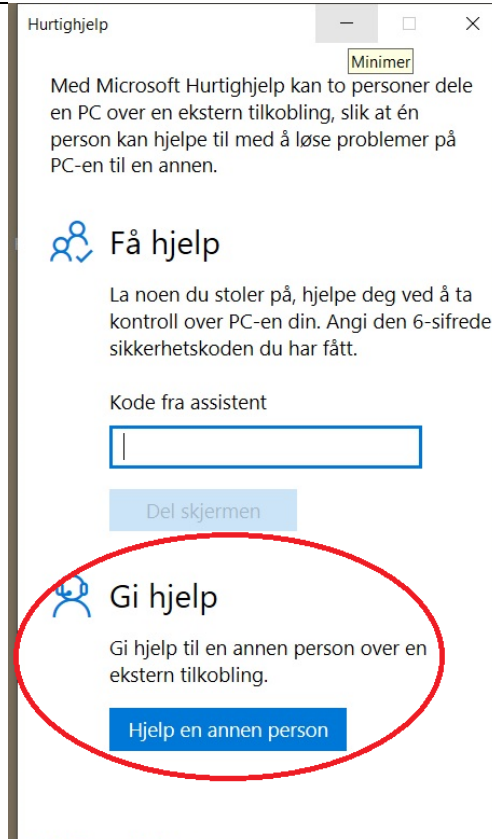 Hurtighjelp
Minimer
Med Microsoft Hurtighjelp kan to personer dele
en PC over en ekstern tilkobling, slik at én
person kan hjelpe til med å løse problemer på
PC-en til en annen.
Få hjelp
La noen du stoler på, hjelpe deg ved å ta
kontroll over PC-en din. Angi den 6-sifrede
sikkerhetskoden du har fått.
Kode fra assistent
Del skjermen
Gi hjelp
Gi hjelp til en annen person over en
ekstern tilkobling.
Hjelp en annen person